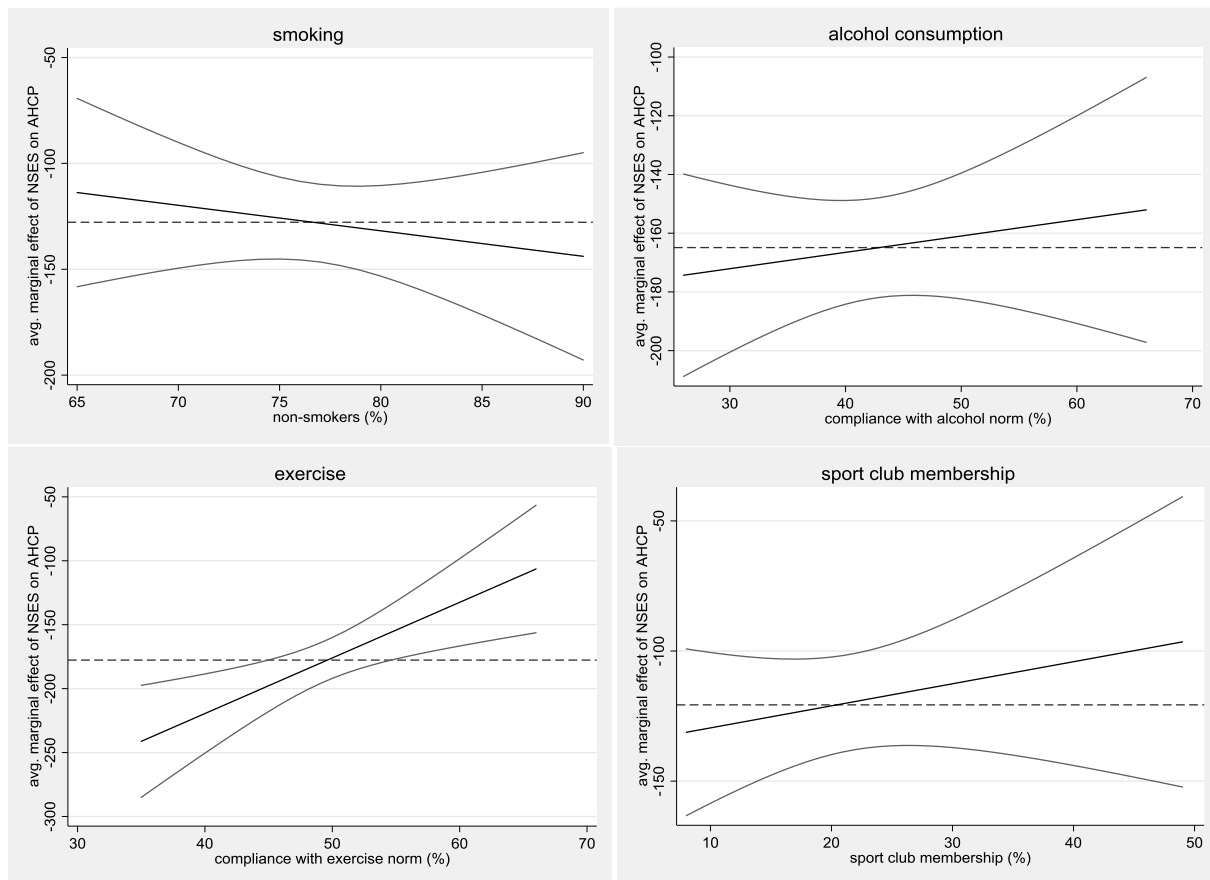 smoking
avg. marginal effect of NSES on AHCP
-50
-100
-150
-200
65 70 75 80 85 90
non-smokers (%)
alcohol consumption
avg. marginal effect of NSES on AHCP
-100
-120
-140
-160
-180
-200
30 40 50 60 70
compliance with alcohol norm (%)
exercise
avg. marginal effect of NSES on AHCP
-50
-100
-150
-200
-250
-300
30 40 50 60 70
compliance with exercise norm (%)
sport club membership
avg. marginal effect of NSES on AHCP
-50
-100
-150
10 20 30 40 50
sport club membership (%)